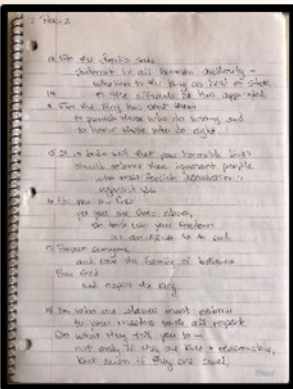 1 Peter 2
13 For the Lord's sake
submit to all human authority –
whether to the king as head of state,
14 or the officials he has appointed.
For the king has sent them
to punish those who do wrong and
to honor those who do right.
15 It is God's will that your honorable lives
should silence those ignorant people
who make foolish accusations
against you
16 You are free
yet you are God's slaves,
so don't use your freedom
as an excuse to do evil.
17 Respect everyone
and love the family of believers
Fear God
and respect the king
18 You who are slaves must submit
to your masters with all respect
Do what they tell you to –
not only if they are kind + reasonable,
but even if they are cruel.